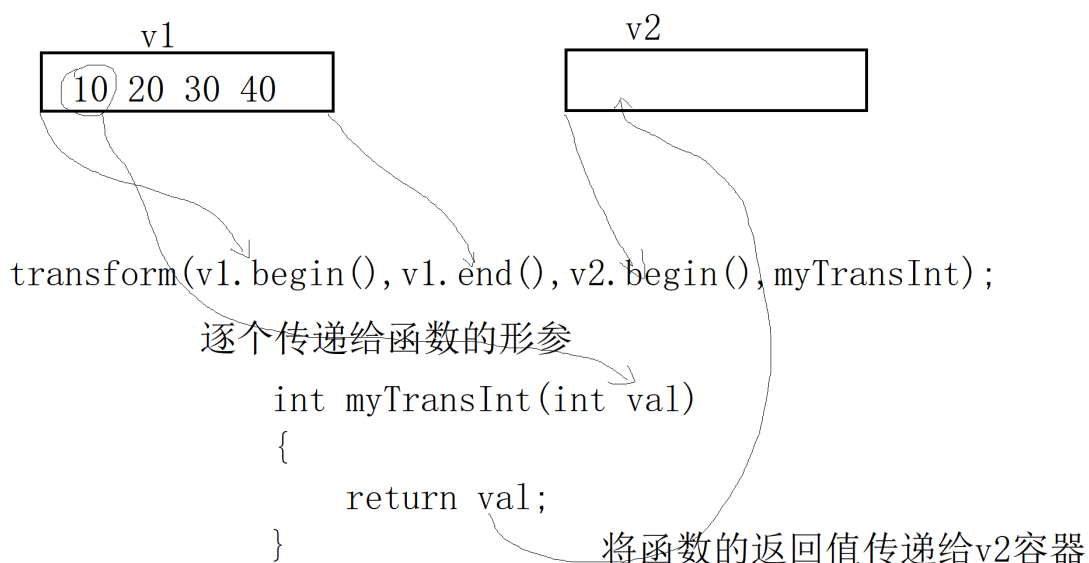 v1
v2
10 20 30 40
transform(v1.begin(),v1.end(),v2.begin(),myTransInt);
逐个传递给函数的形参
int myTransInt(int val)
{
return val;
}
将函数的返回值传递给v2容器